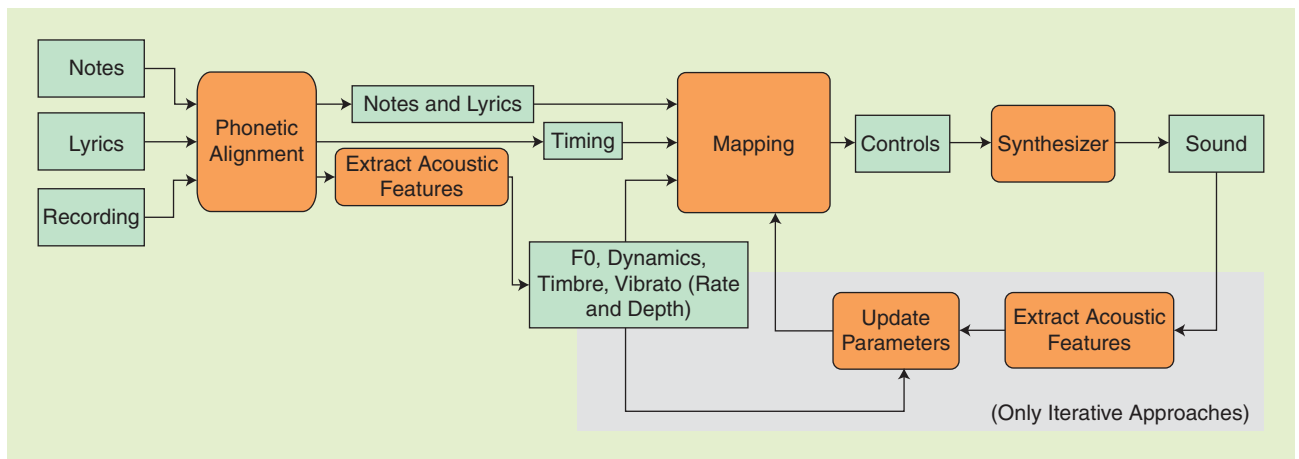 Notes
Lyrics
Recording
Phonetic
Alignment
Notes and Lyrics
Timing
Extract Acoustic
Features
F0, Dynamics,
Timbre, Vibrato (Rate
and Depth)
Mapping
Controls
Synthesizer
Sound
Update
Parameters
Extract Acoustic
Features
(Only Iterative Approaches)